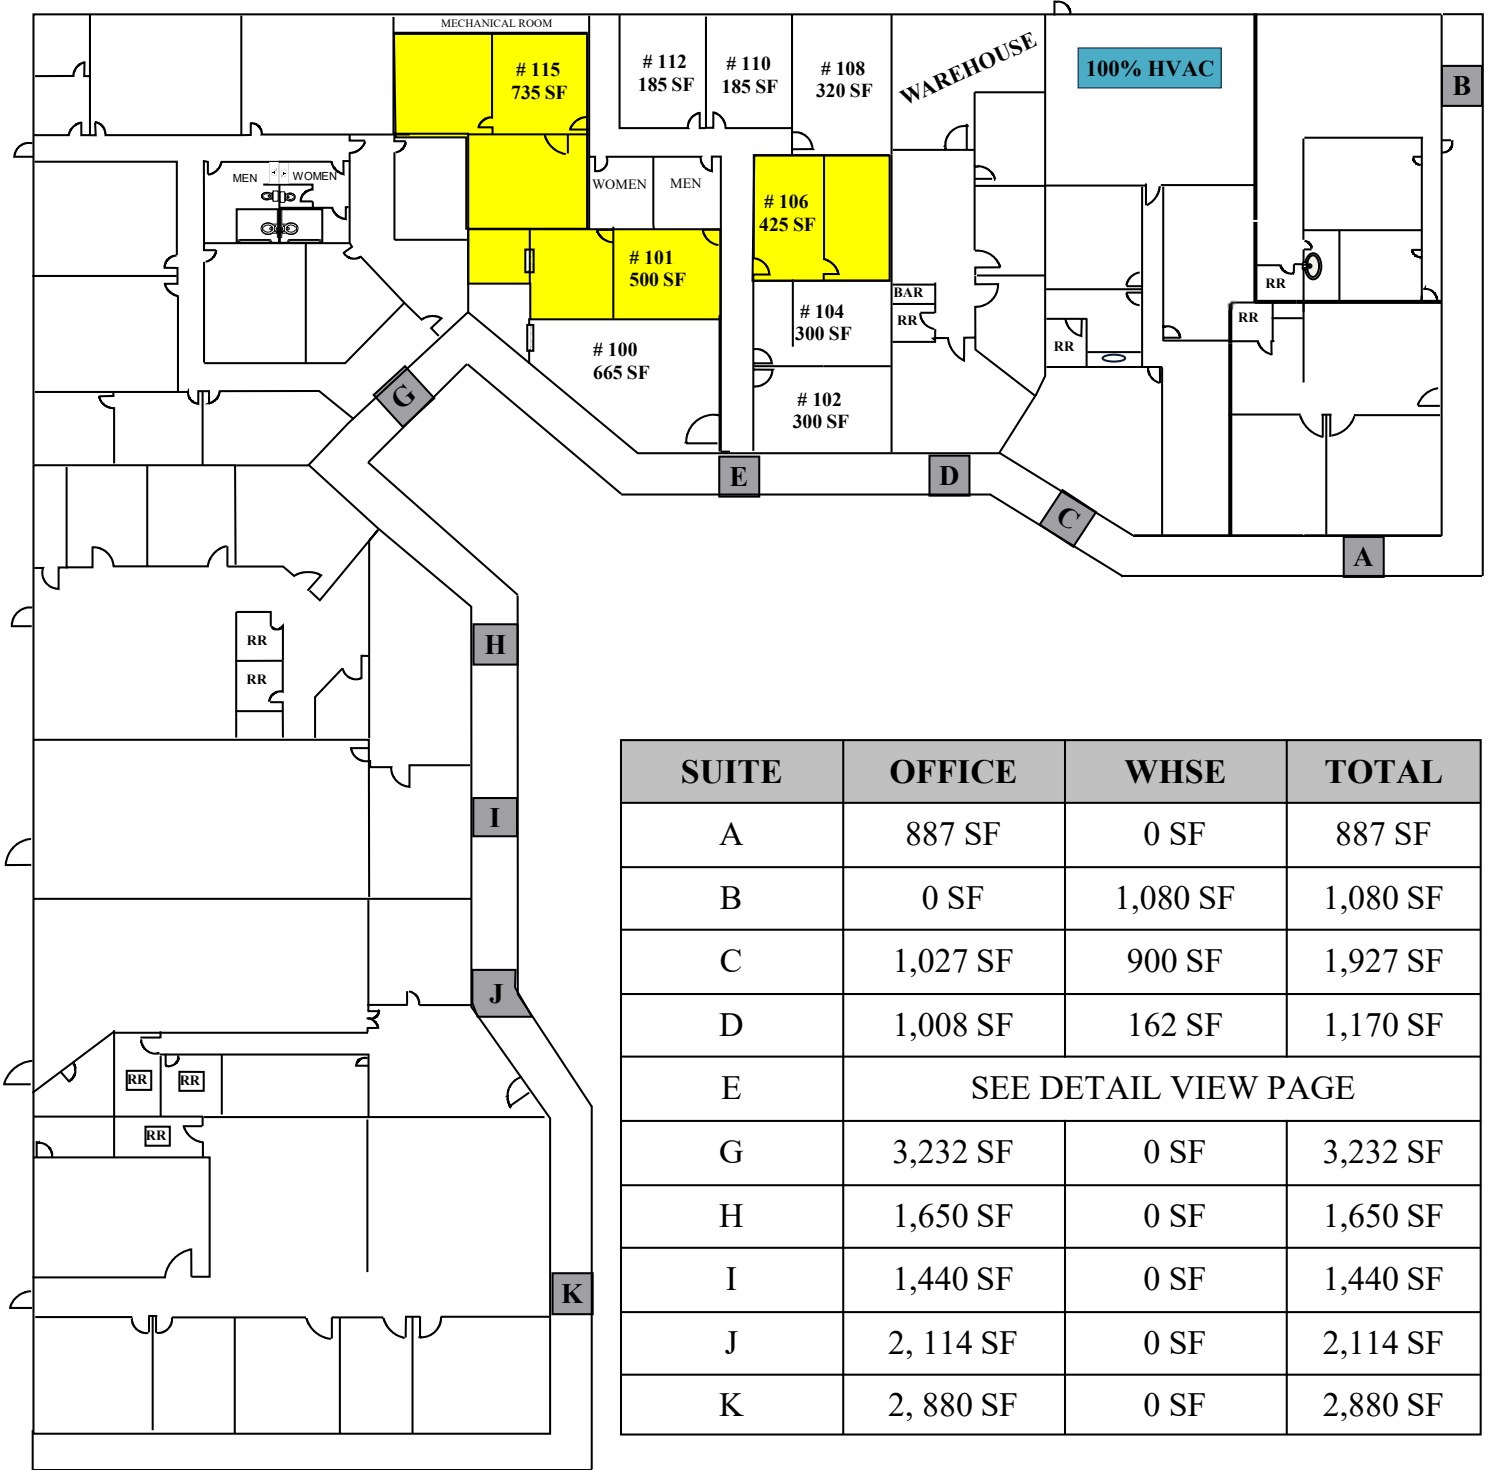 MECHANICAL ROOM
# 115
735 SF
# 112
185 SF
# 110
185 SF
# 108
320 SF
WAREHOUSE
100% HVAC
B
MEN
WOMEN
WOMEN
MEN
# 106
425 SF
# 101
500 SF
BAR
RR
# 104
300 SF
# 100
665 SF
# 102
300 SF
RR
RR
RR
G
E
D
C
A
H
RR
RR
I
J
RR
RR
RR
K
SUITE OFFICE WHSE TOTAL
A 887 SF 0 SF 887 SF
B 0 SF 1,080 SF 1,080 SF
C 1,027 SF 900 SF 1,927 SF
D 1,008 SF 162 SF 1,170 SF
E SEE DETAIL VIEW PAGE
G 3,232 SF 0 SF 3,232 SF
H 1,650 SF 0 SF 1,650 SF
I 1,440 SF 0 SF 1,440 SF
J 2, 114 SF 0 SF 2,114 SF
K 2, 880 SF 0 SF 2,880 SF